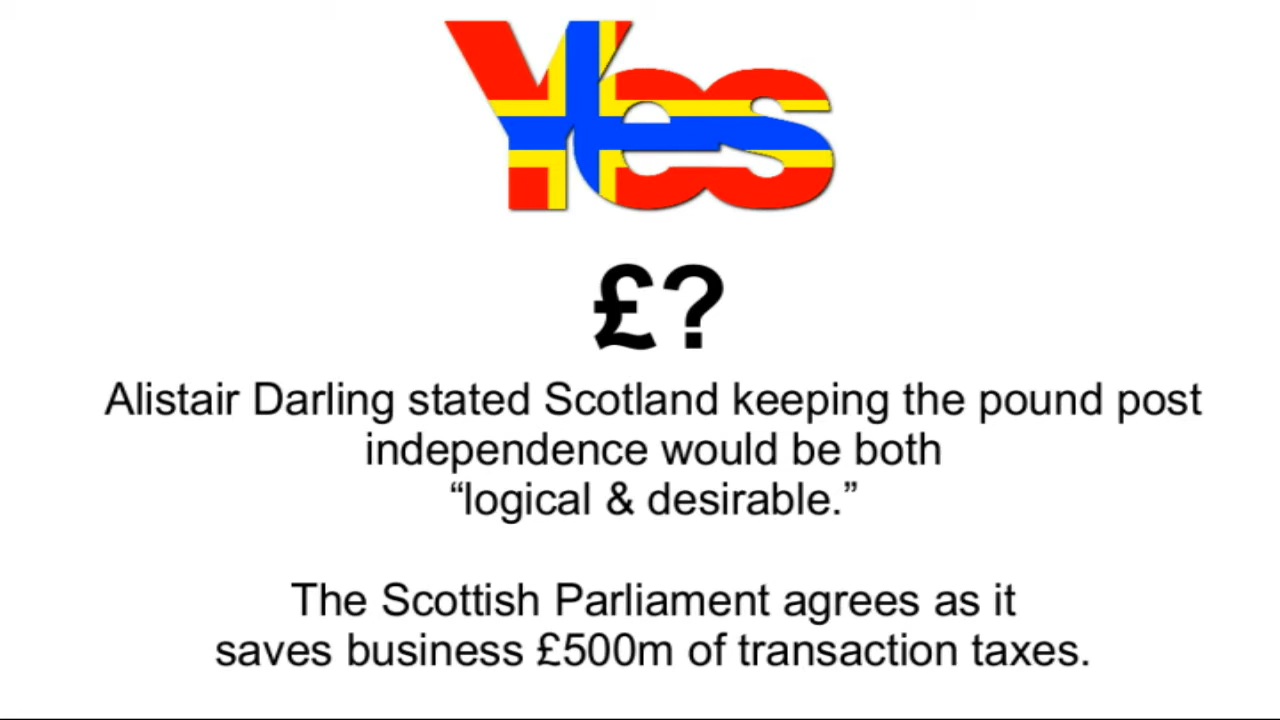 Yes
£?
Alistair Darling stated Scotland keeping the pound post
independence would be both
“logical & desirable.”
The Scottish Parliament agrees as it
saves business £500m of transaction taxes.